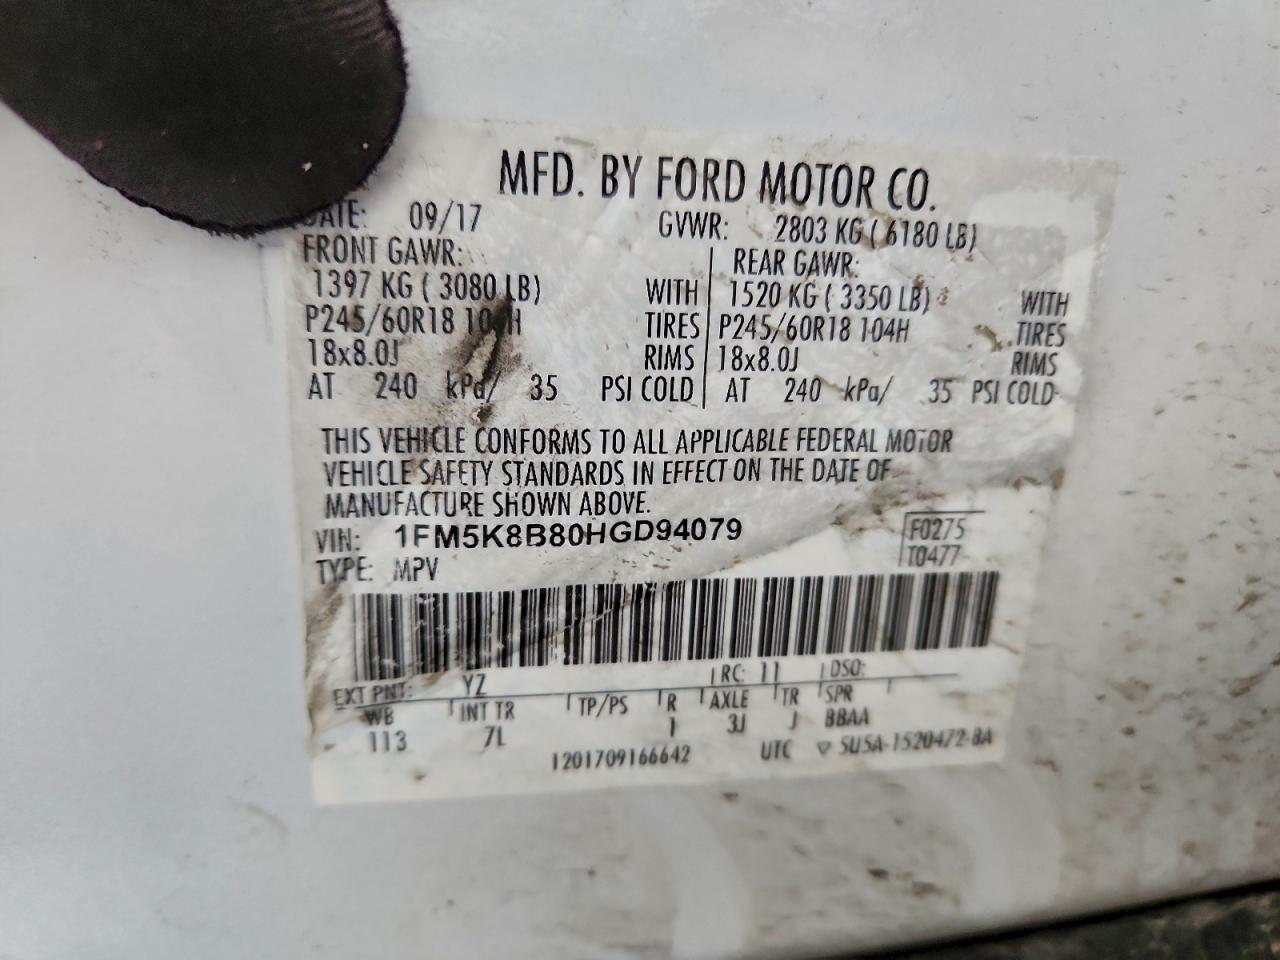 MFD. BY FORD MOTOR CO.
DATE: 09/17 GVWR: 2803 KG ( 6180 LB)
FRONT GAWR: REAR GAWR:
1397 KG ( 3080 LB) WITH 1520 KG ( 3350 LB) WITH
P245/60R18 104H TIRES P245/60R18 104H TIRES
18x8.0J RIMS 18x8.0J RIMS
AT 240 kPa/ 35 PSI COLD AT 240 kPa/ 35 PSI COLD
THIS VEHICLE CONFORMS TO ALL APPLICABLE FEDERAL MOTOR
VEHICLE SAFETY STANDARDS IN EFFECT ON THE DATE OF
MANUFACTURE SHOWN ABOVE.
VIN: 1FM5K8B80HGD94079 F0275
TYPE: MPV T0477
EXT PNT: YZ RC: 11 DSO:
WB INT TR TP/PS R AXLE TR SPR
113 7L 1 3J J BBAA
1201709166642 UTC ▽ 5U5A-1520472-BA